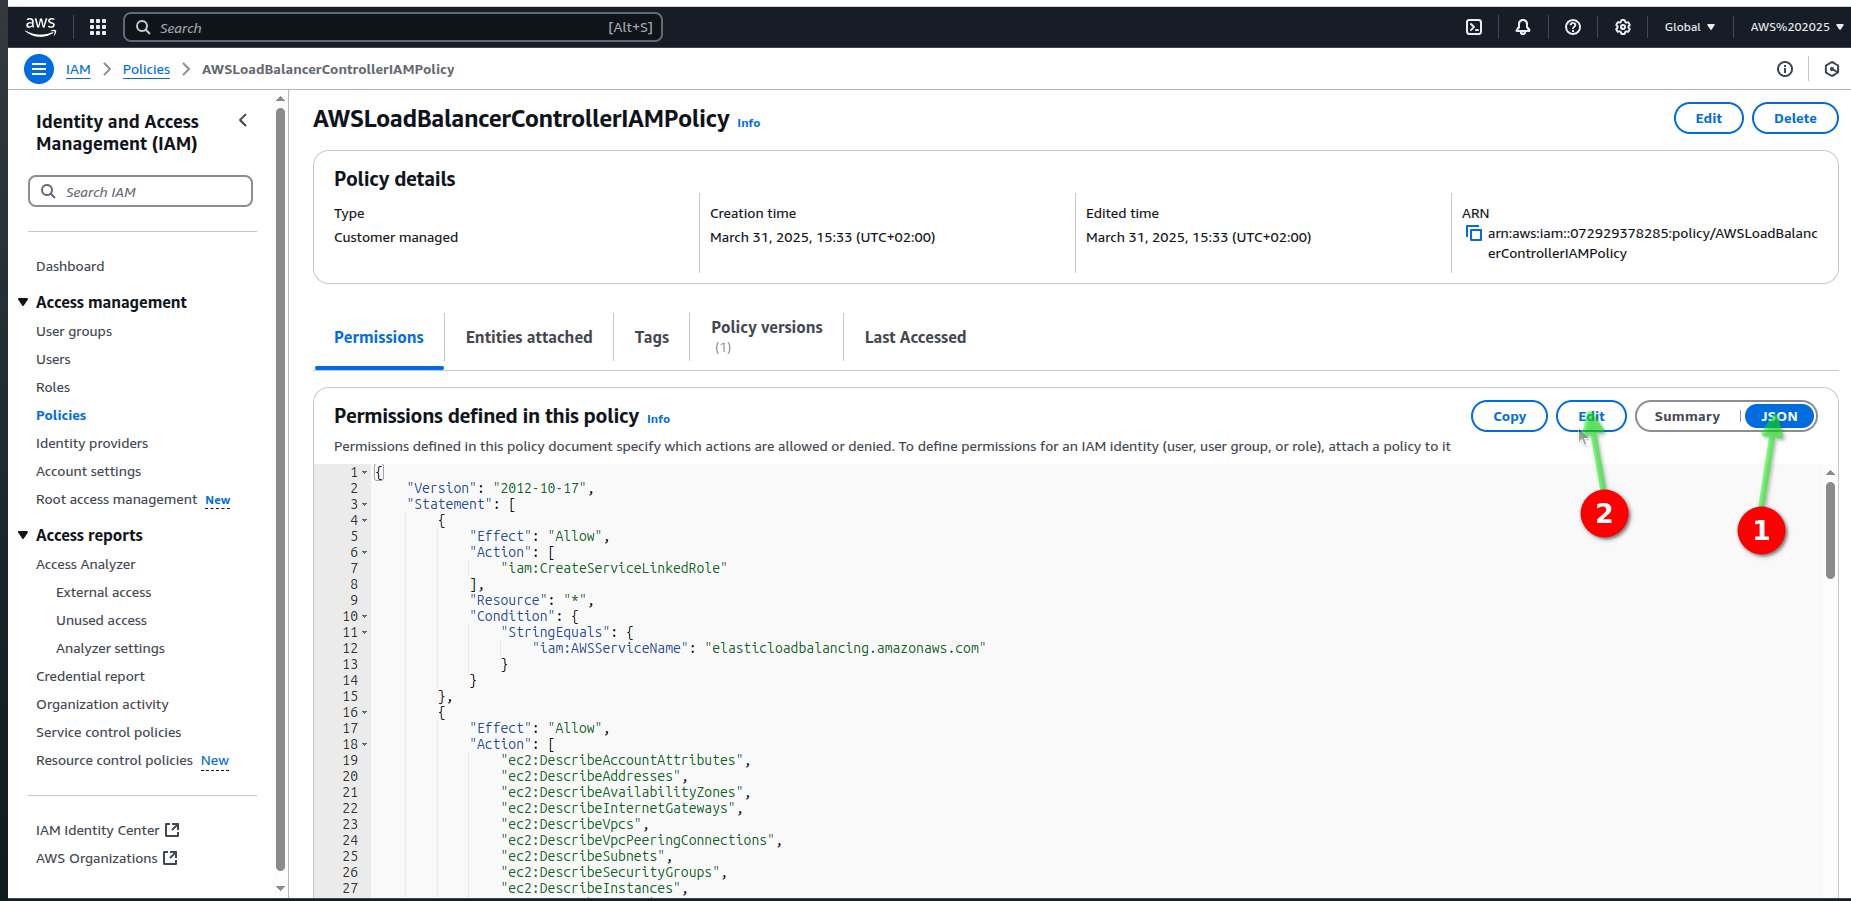 aws
Search
[Alt+S]
Global
AWS%202025
IAM
Policies
AWSLoadBalancerControllerIAMPolicy
Identity and Access
Management (IAM)
Search IAM
Dashboard
Access management
User groups
Users
Roles
Policies
Identity providers
Account settings
Root access management New
Access reports
Access Analyzer
External access
Unused access
Analyzer settings
Credential report
Organization activity
Service control policies
Resource control policies New
IAM Identity Center
AWS Organizations
AWSLoadBalancerControllerIAMPolicy Info
Edit
Delete
Policy details
Type
Customer managed
Creation time
March 31, 2025, 15:33 (UTC+02:00)
Edited time
March 31, 2025, 15:33 (UTC+02:00)
ARN
arn:aws:iam::072929378285:policy/AWSLoadBalanc
erControllerIAMPolicy
Permissions
Entities attached
Tags
Policy versions
(1)
Last Accessed
Permissions defined in this policy Info
Copy
Edit
Summary
JSON
Permissions defined in this policy document specify which actions are allowed or denied. To define permissions for an IAM identity (user, user group, or role), attach a policy to it
2
1
1 {
2 "Version": "2012-10-17",
3 "Statement": [
4 {
5 "Effect": "Allow",
6 "Action": [
7 "iam:CreateServiceLinkedRole"
8 ],
9 "Resource": "*",
10 "Condition": {
11 "StringEquals": {
12 "iam:AWSServiceName": "elasticloadbalancing.amazonaws.com"
13 }
14 }
15 },
16 {
17 "Effect": "Allow",
18 "Action": [
19 "ec2:DescribeAccountAttributes",
20 "ec2:DescribeAddresses",
21 "ec2:DescribeAvailabilityZones",
22 "ec2:DescribeInternetGateways",
23 "ec2:DescribeVpcs",
24 "ec2:DescribeVpcPeeringConnections",
25 "ec2:DescribeSubnets",
26 "ec2:DescribeSecurityGroups",
27 "ec2:DescribeInstances",